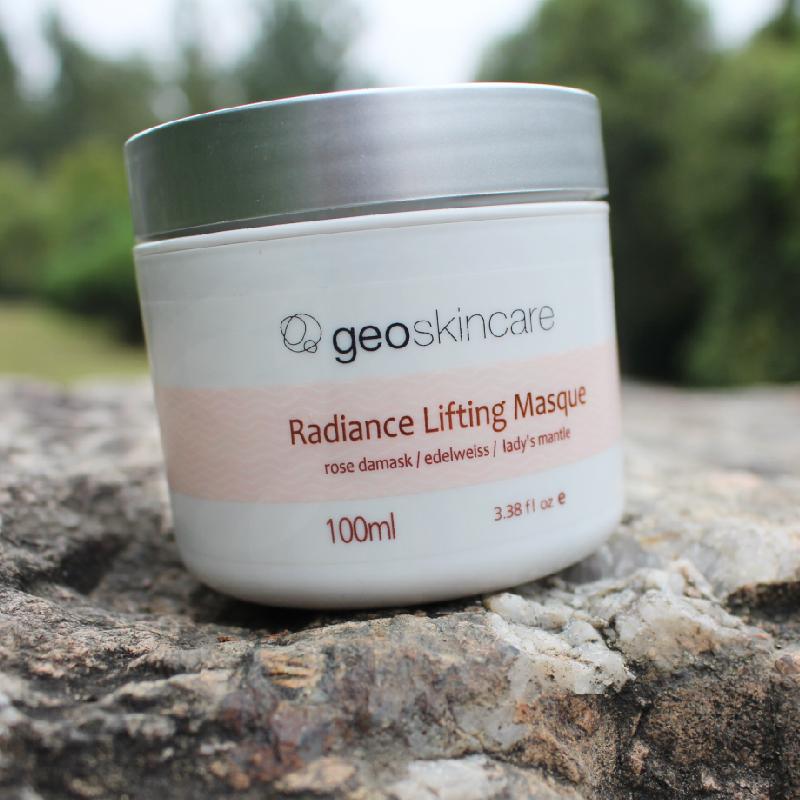 geoskincare
Radiance Lifting Masque
rose damask / edelweiss / lady's mantle
100ml 3.38 fl oz e